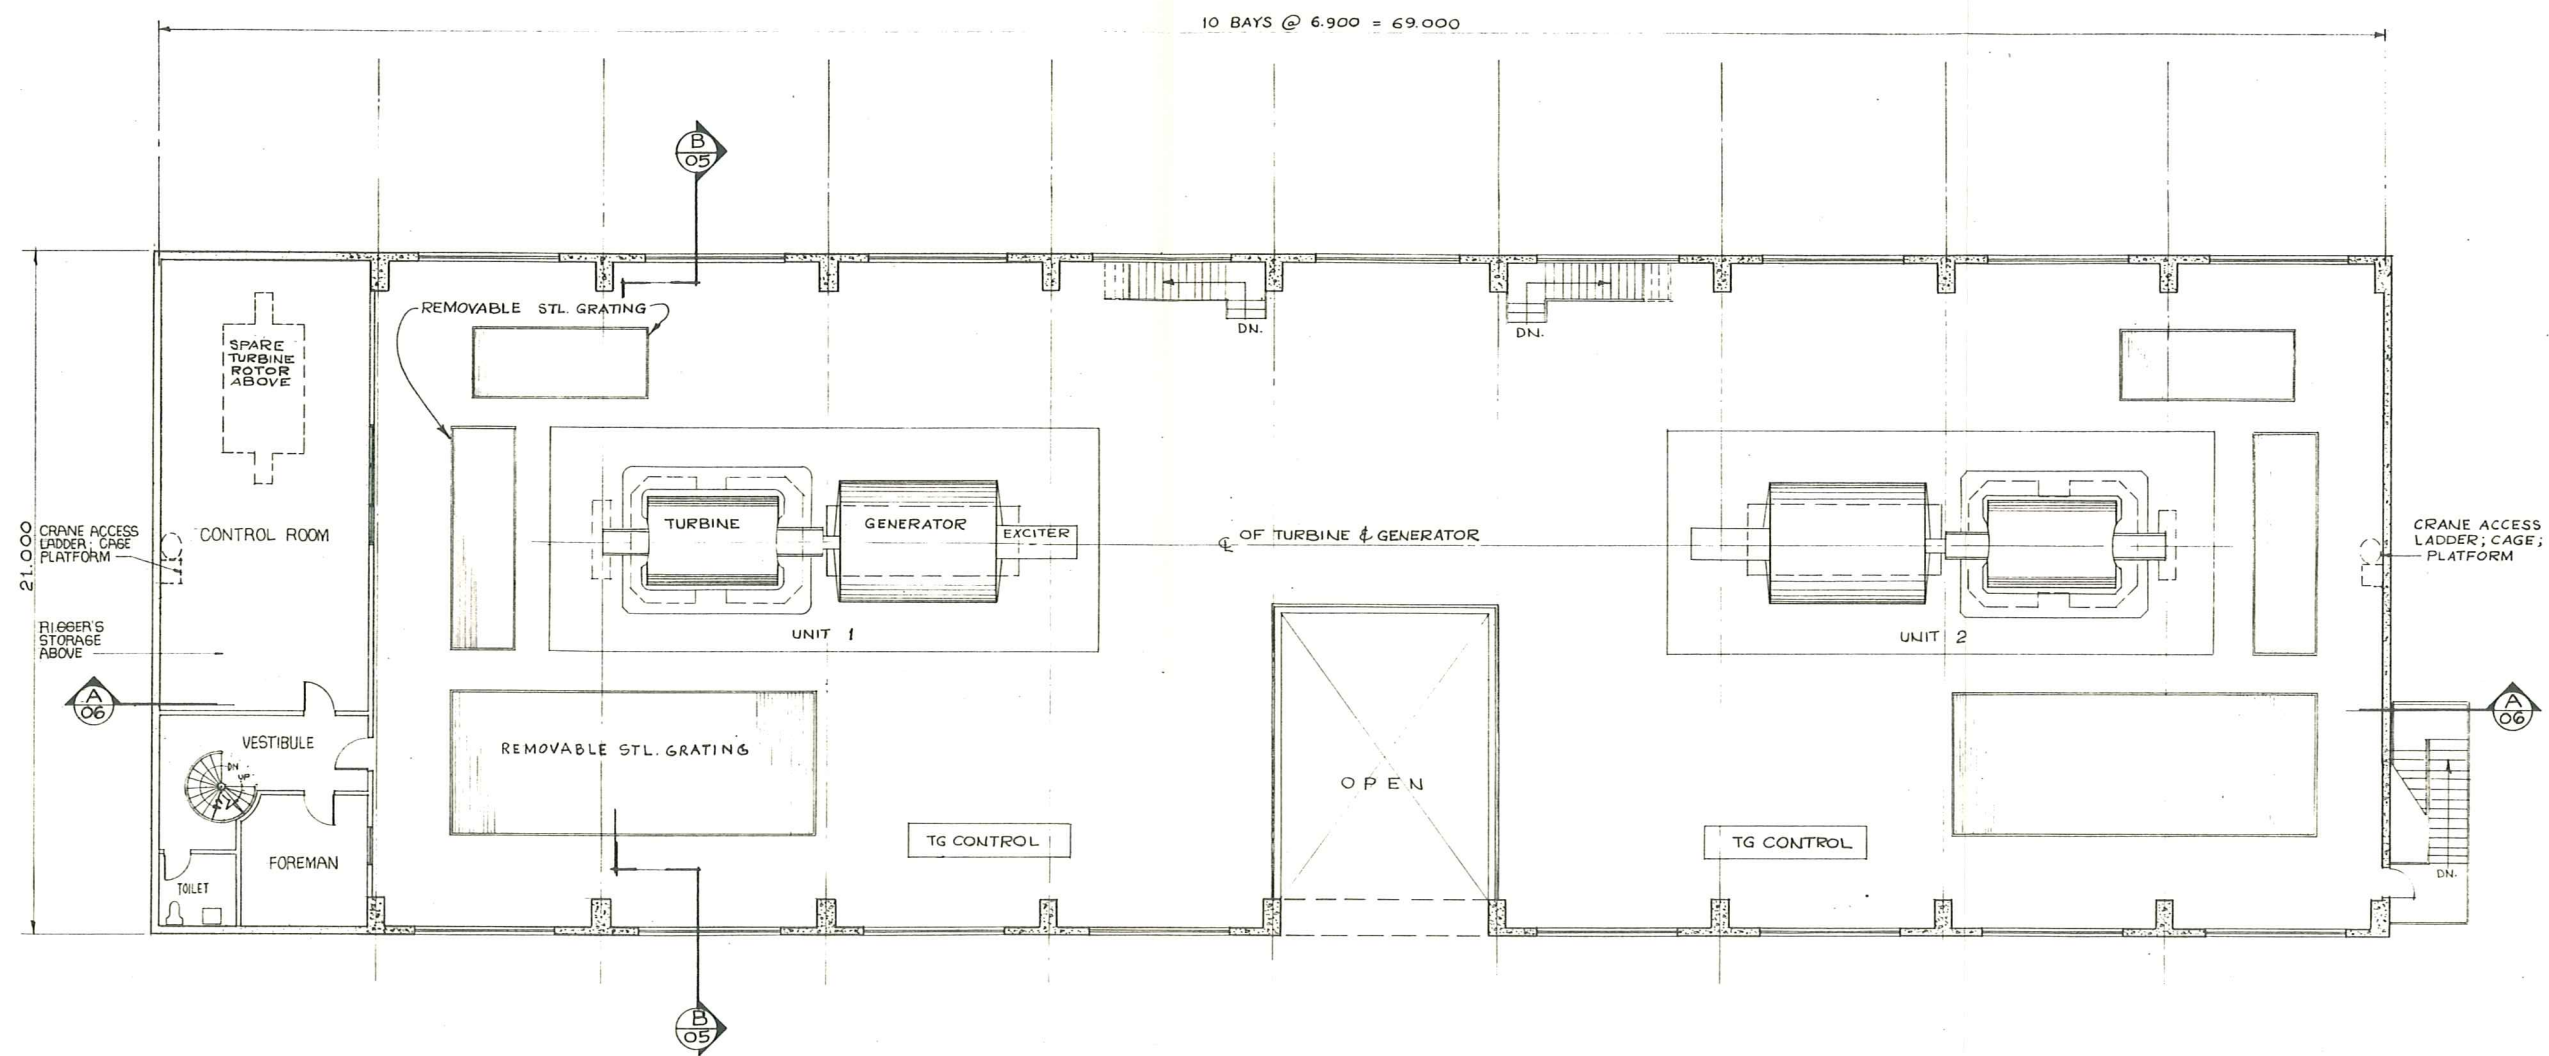 10 BAYS @ 6.900 = 69.000
B
05
REMOVABLE STL. GRATING
DN.
DN.
SPARE
TURBINE
ROTOR
ABOVE
TURBINE
GENERATOR
EXCITER
21.000
CRANE ACCESS
LADDER; CAGE
PLATFORM
CONTROL ROOM
℄ OF TURBINE & GENERATOR
CRANE ACCESS
LADDER; CAGE;
PLATFORM
RIGGER'S
STORAGE
ABOVE
UNIT 1
UNIT 2
A
06
A
06
VESTIBULE
DN
UP
REMOVABLE STL. GRATING
OPEN
TG CONTROL
TG CONTROL
FOREMAN
TOILET
DN.
B
05